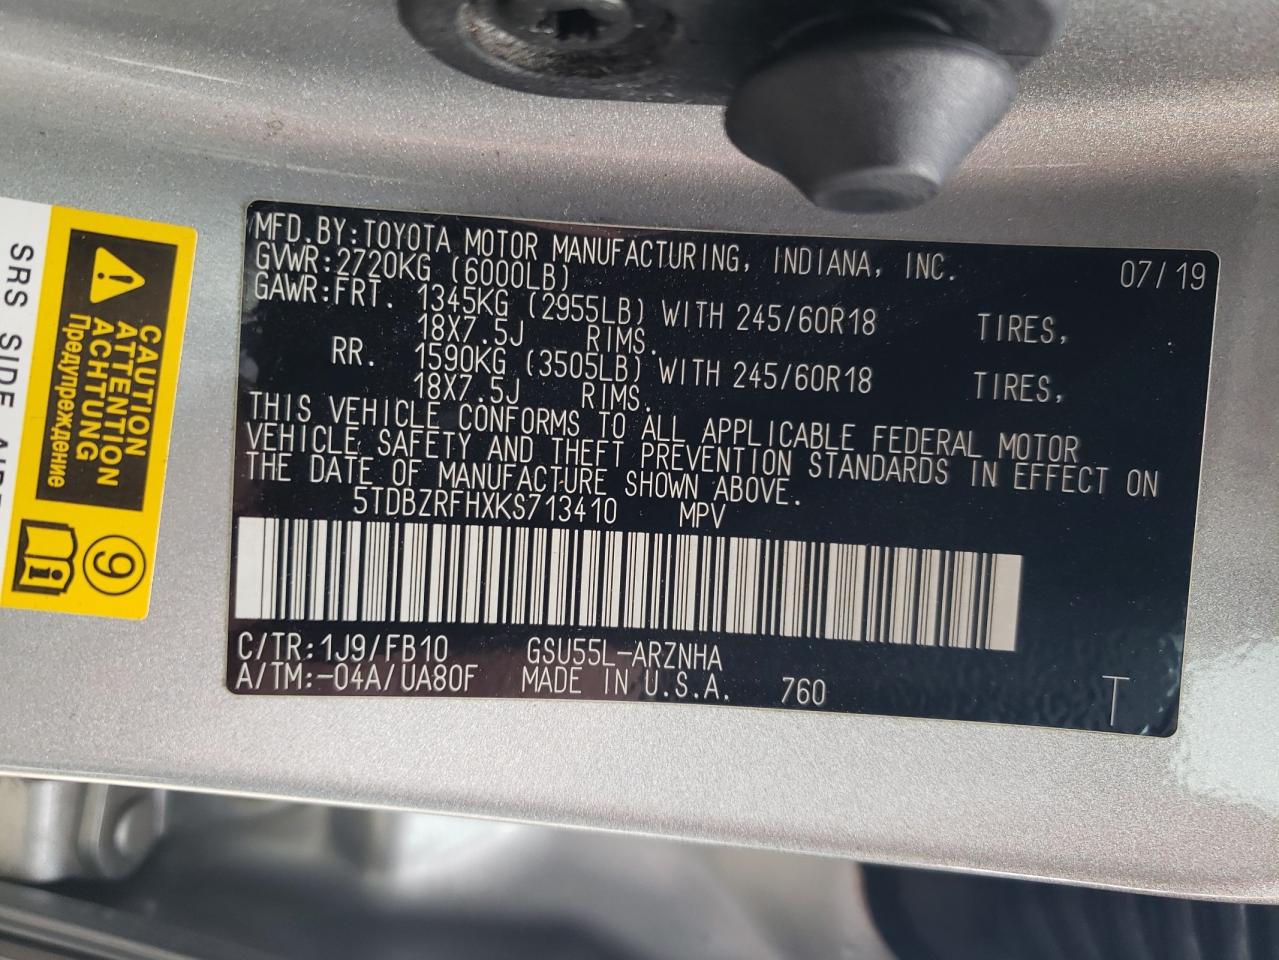 MFD.BY:TOYOTA MOTOR MANUFACTURING, INDIANA, INC. 07/19
GVWR:2720KG (6000LB)
GAWR:FRT. 1345KG (2955LB) WITH 245/60R18 TIRES,
18X7.5J RIMS.
RR. 1590KG (3505LB) WITH 245/60R18 TIRES,
18X7.5J RIMS.
THIS VEHICLE CONFORMS TO ALL APPLICABLE FEDERAL MOTOR
VEHICLE SAFETY AND THEFT PREVENTION STANDARDS IN EFFECT ON
THE DATE OF MANUFACTURE SHOWN ABOVE.
5TDBZRFHXKS713410 MPV
C/TR:1J9/FB10 GSU55L-ARZNHA
A/TM:-04A/UA80F MADE IN U.S.A. 760 T
CAUTION
ATTENTION
ACHTUNG
Предупреждение
9
i
SRS SIDE